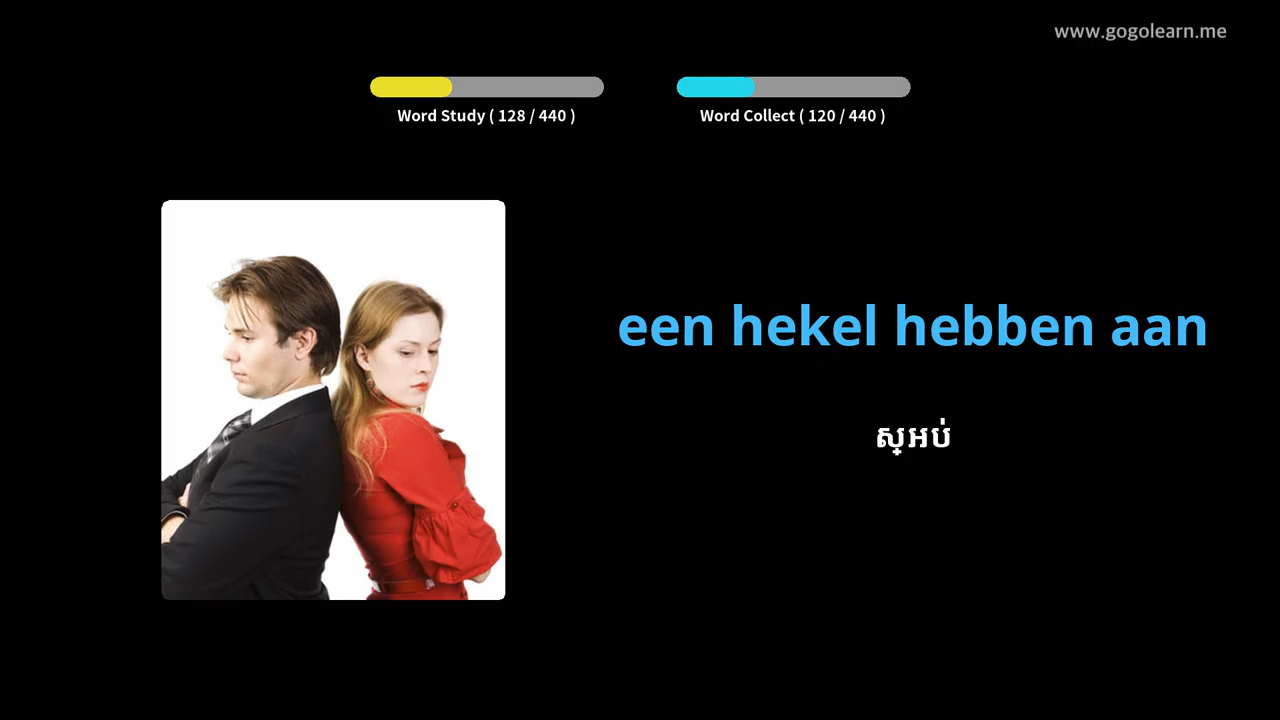 www.gogolearn.me
Word Study ( 128 / 440 )
Word Collect ( 120 / 440 )
een hekel hebben aan
ស្អប់